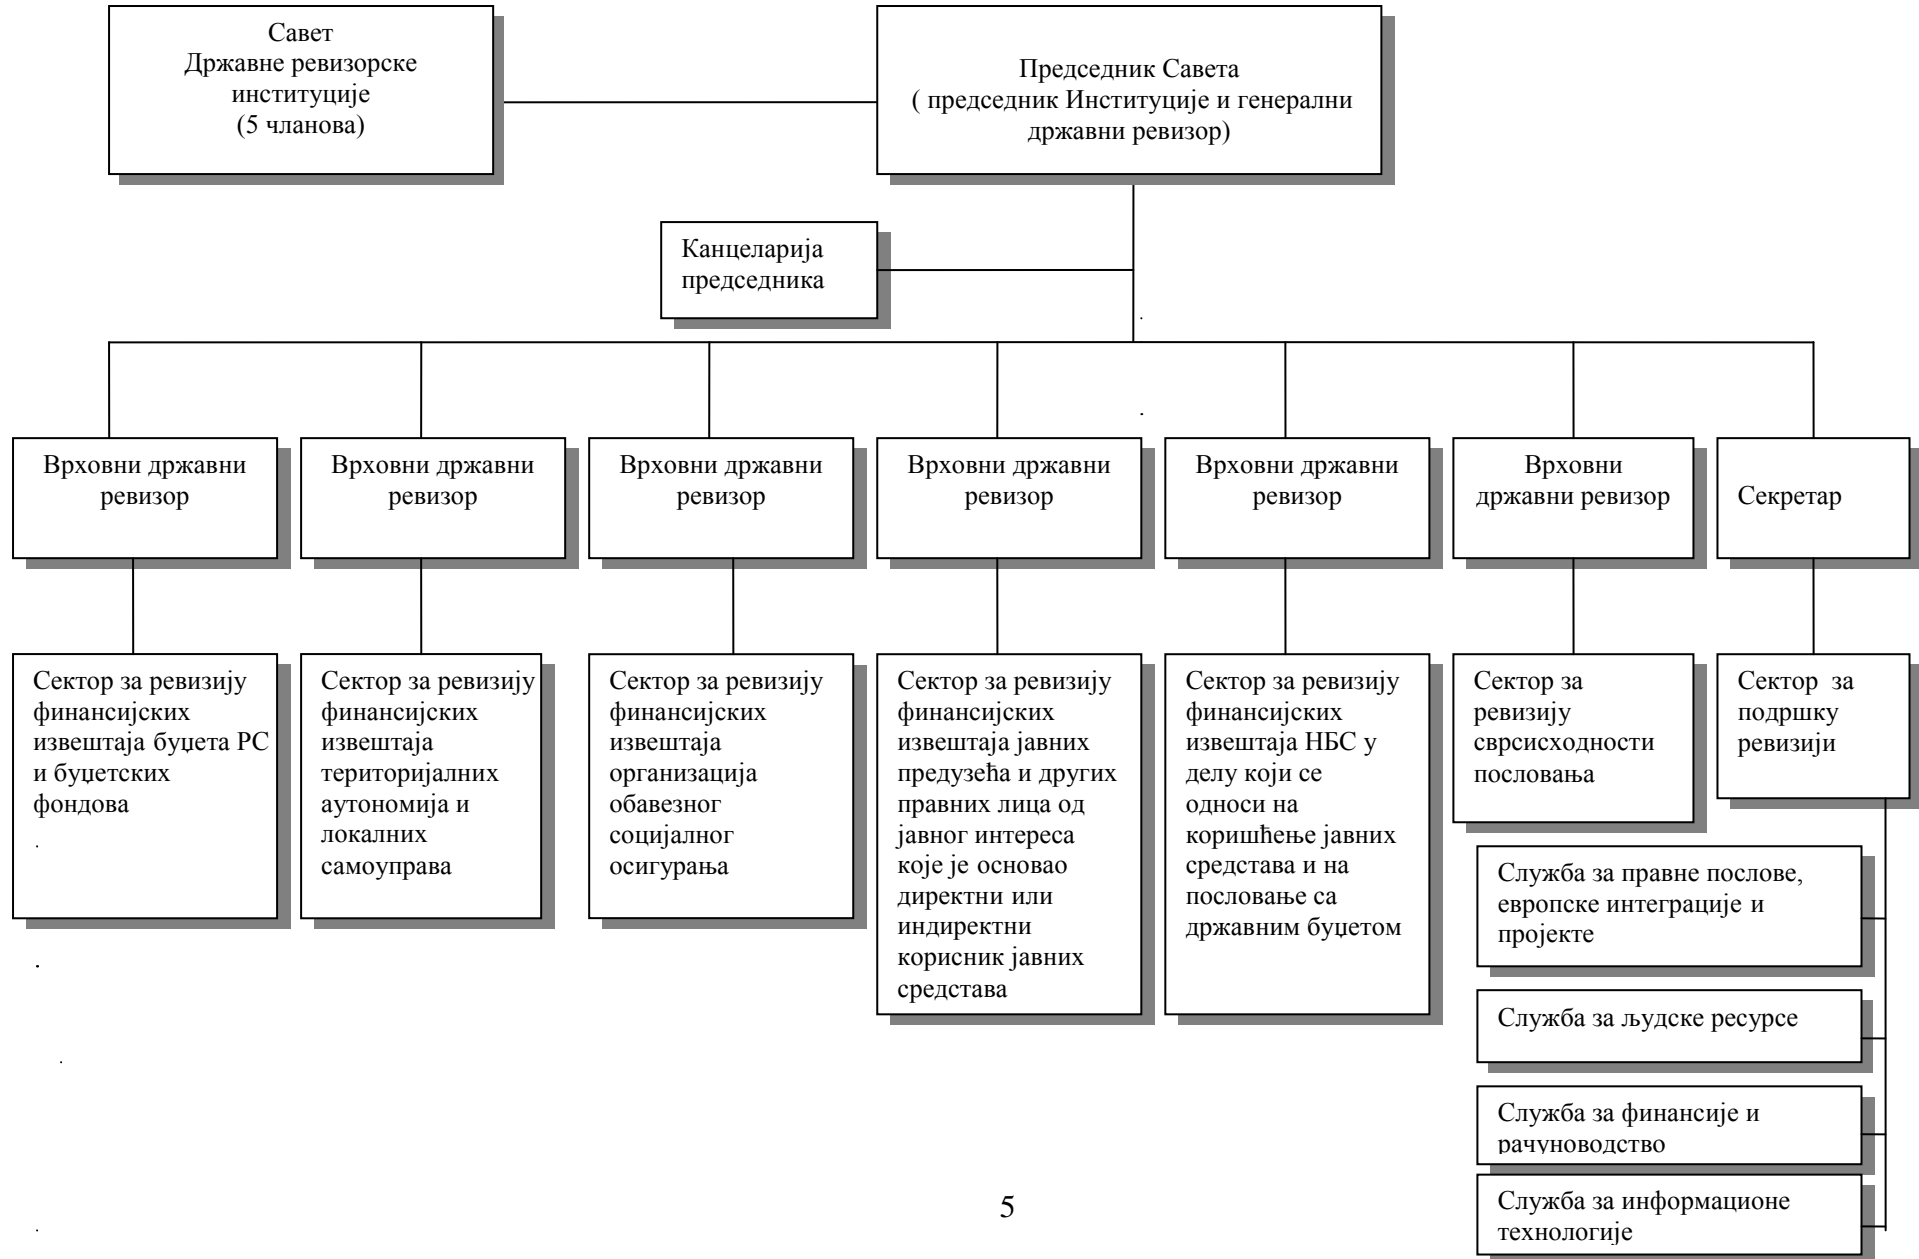 Савет
Државне ревизорске
институције
(5 чланова)
Председник Савета
( председник Институције и генерални
државни ревизор)
Канцеларија
председника
Врховни државни
ревизор
Врховни државни
ревизор
Врховни државни
ревизор
Врховни државни
ревизор
Врховни државни
ревизор
Врховни
државни ревизор
Секретар
Сектор за ревизију
финансијских
извештаја буџета РС
и буџетских
фондова
Сектор за ревизију
финансијских
извештаја
територијалних
аутономија и
локалних
самоуправа
Сектор за ревизију
финансијских
извештаја
организација
обавезног
социјалног
осигурања
Сектор за ревизију
финансијских
извештаја јавних
предузећа и других
правних лица од
јавног интереса
које је основао
директни или
индиректни
корисник јавних
средстава
Сектор за ревизију
финансијских
извештаја НБС у
делу који се
односи на
коришћење јавних
средстава и на
пословање са
државним буџетом
Сектор за
ревизију
сврсисходности
пословања
Сектор за
подршку
ревизији
Служба за правне послове,
европске интеграције и
пројекте
Служба за људске ресурсе
Служба за финансије и
рачуноводство
Служба за информационе
технологије
5